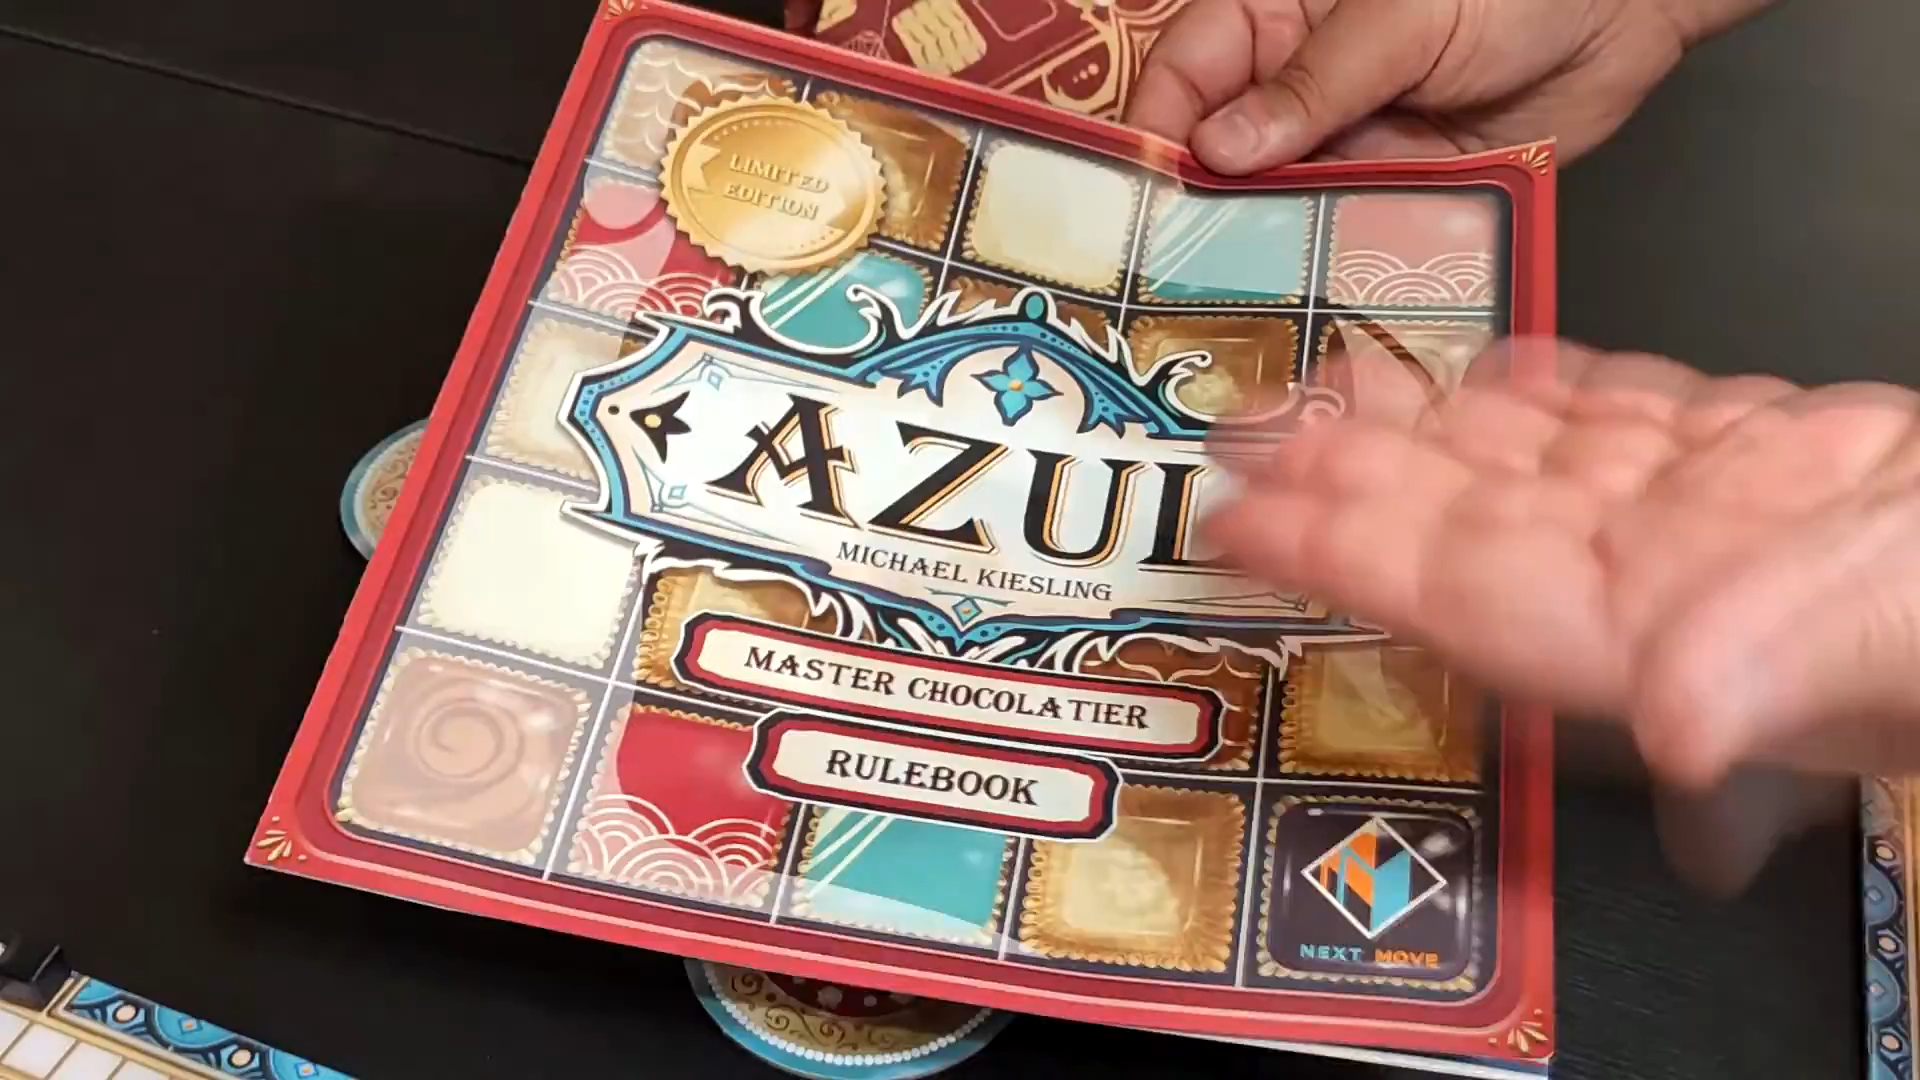 LIMITED
EDITION
AZUL
MICHAEL KIESLING
MASTER CHOCOLATIER
RULEBOOK
NEXT MOVE